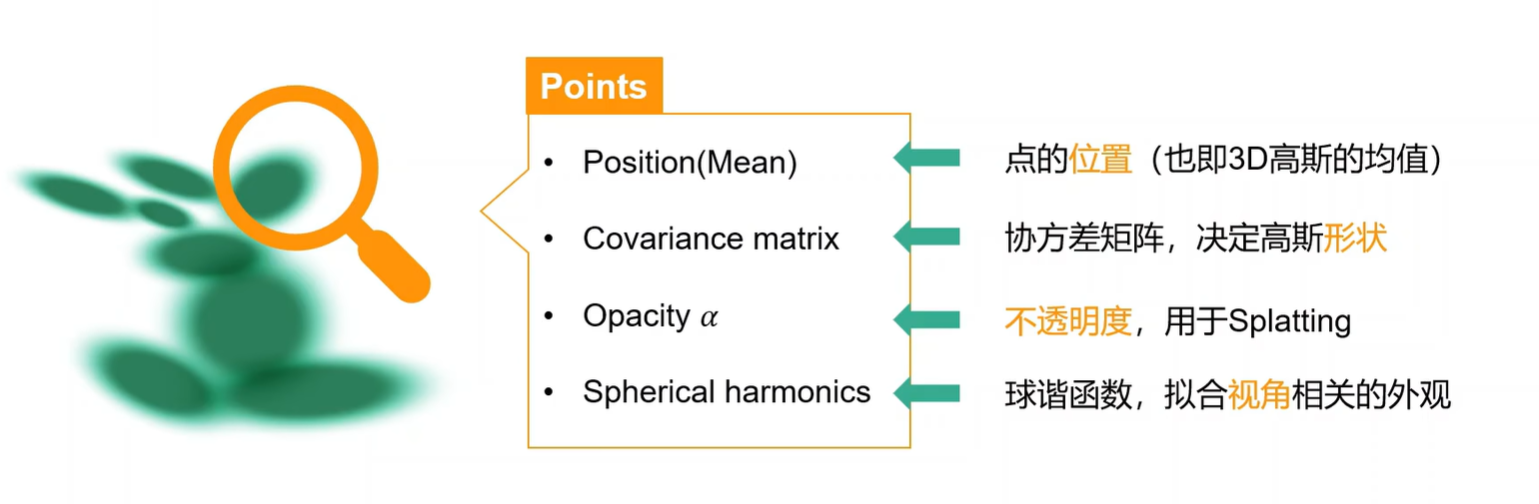 Points
• Position(Mean)
点的位置（也即3D高斯的均值）
• Covariance matrix
协方差矩阵，决定高斯形状
• Opacity α
不透明度，用于Splatting
• Spherical harmonics
球谐函数，拟合视角相关的外观